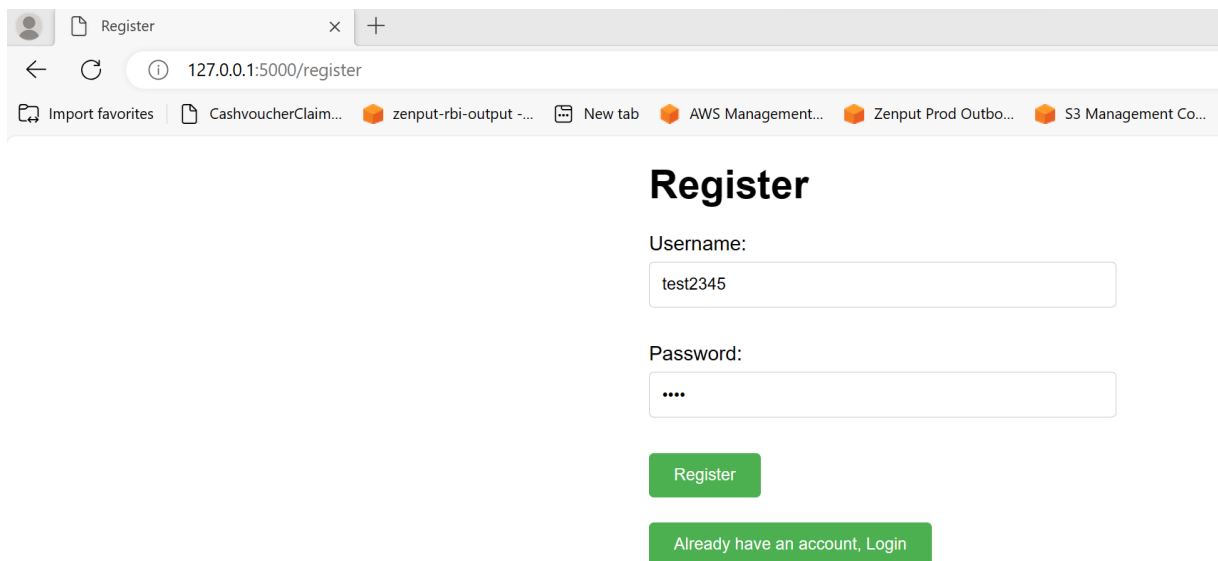 Register
127.0.0.1:5000/register
Import favorites CashvoucherClaim... zenput-rbi-output -... New tab AWS Management... Zenput Prod Outbo... S3 Management Co...
Register
Username:
test2345
Password:
••••
Register
Already have an account, Login